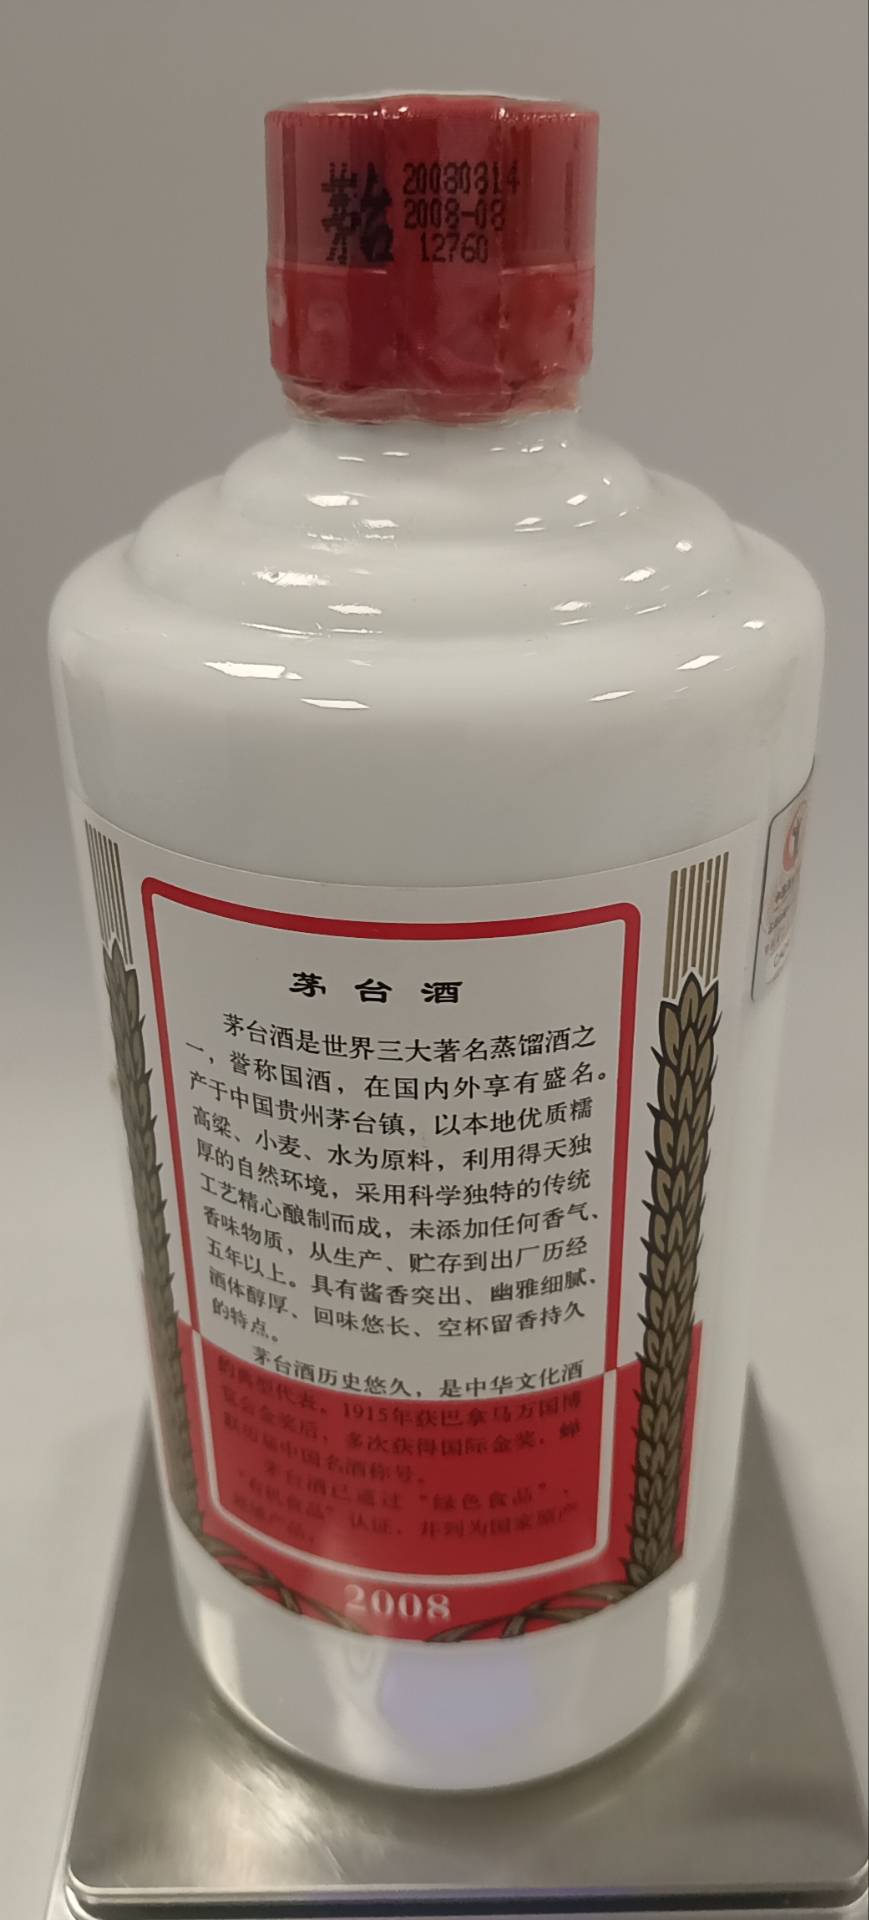 茅台
20080814
2008-08
12760
茅台酒
茅台酒是世界三大著名蒸馏酒之
一，誉称国酒，在国内外享有盛名。
产于中国贵州茅台镇，以本地优质糯
高粱、小麦、水为原料，利用得天独
厚的自然环境，采用科学独特的传统
工艺精心酿制而成，未添加任何香气、
香味物质，从生产、贮存到出厂历经
五年以上。具有酱香突出、幽雅细腻、
酒体醇厚、回味悠长、空杯留香持久
的特点。
茅台酒历史悠久，是中华文化酒
的典型代表。1915年获巴拿马万国博
览会金奖后，多次获得国际金奖，蝉
联历届中国名酒称号。
茅台酒已通过“绿色食品”、
“有机食品”认证，并列为国家原产
地域产品。
2008